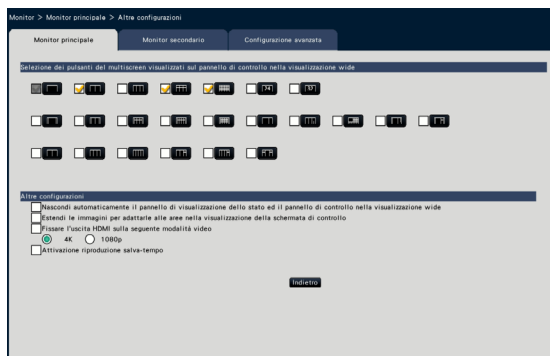 Monitor > Monitor principale > Altre configurazioni
Monitor principale
Monitor secondario
Configurazione avanzata
Selezione dei pulsanti del multiscreen visualizzati sul pannello di controllo nella visualizzazione wide
Altre configurazioni
Nascondi automaticamente il pannello di visualizzazione dello stato ed il pannello di controllo nella visualizzazione wide
Estendi le immagini per adattarle alle aree nella visualizzazione della schermata di controllo
Fissare l'uscita HDMI sulla seguente modalità video
4K 1080p
Attivazione riproduzione salva-tempo
Indietro